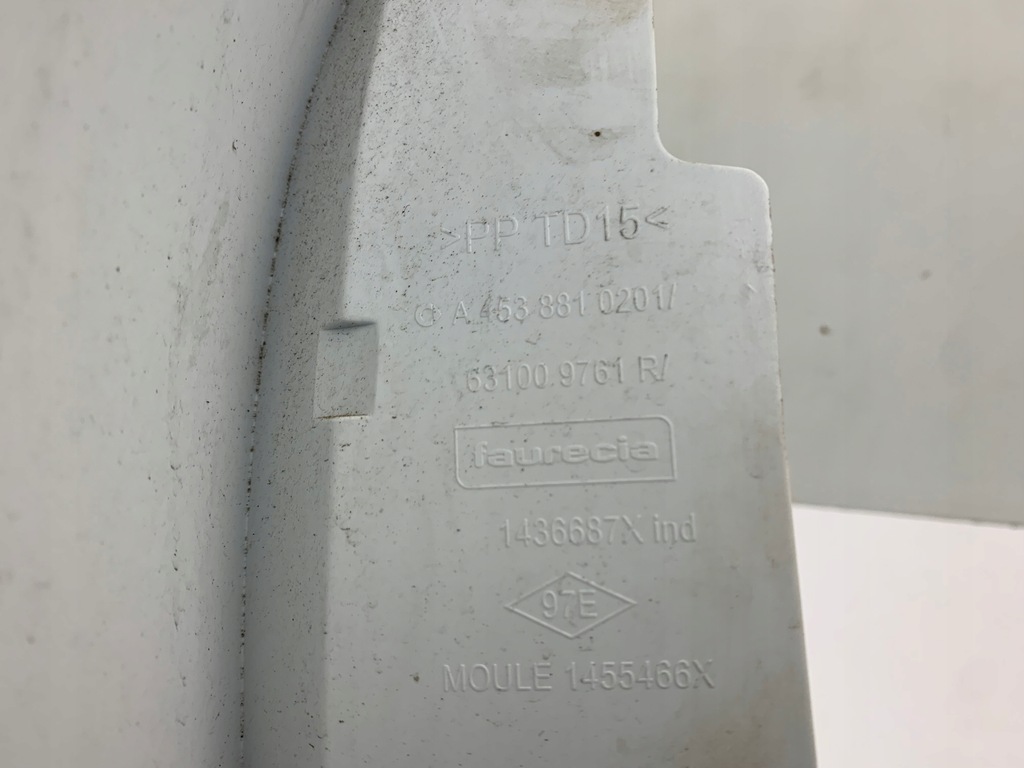 >PP TD15<
A 453 881 0201/
63100 9761 R/
faurecia
1436687X ind
97E
MOULE 1455466X